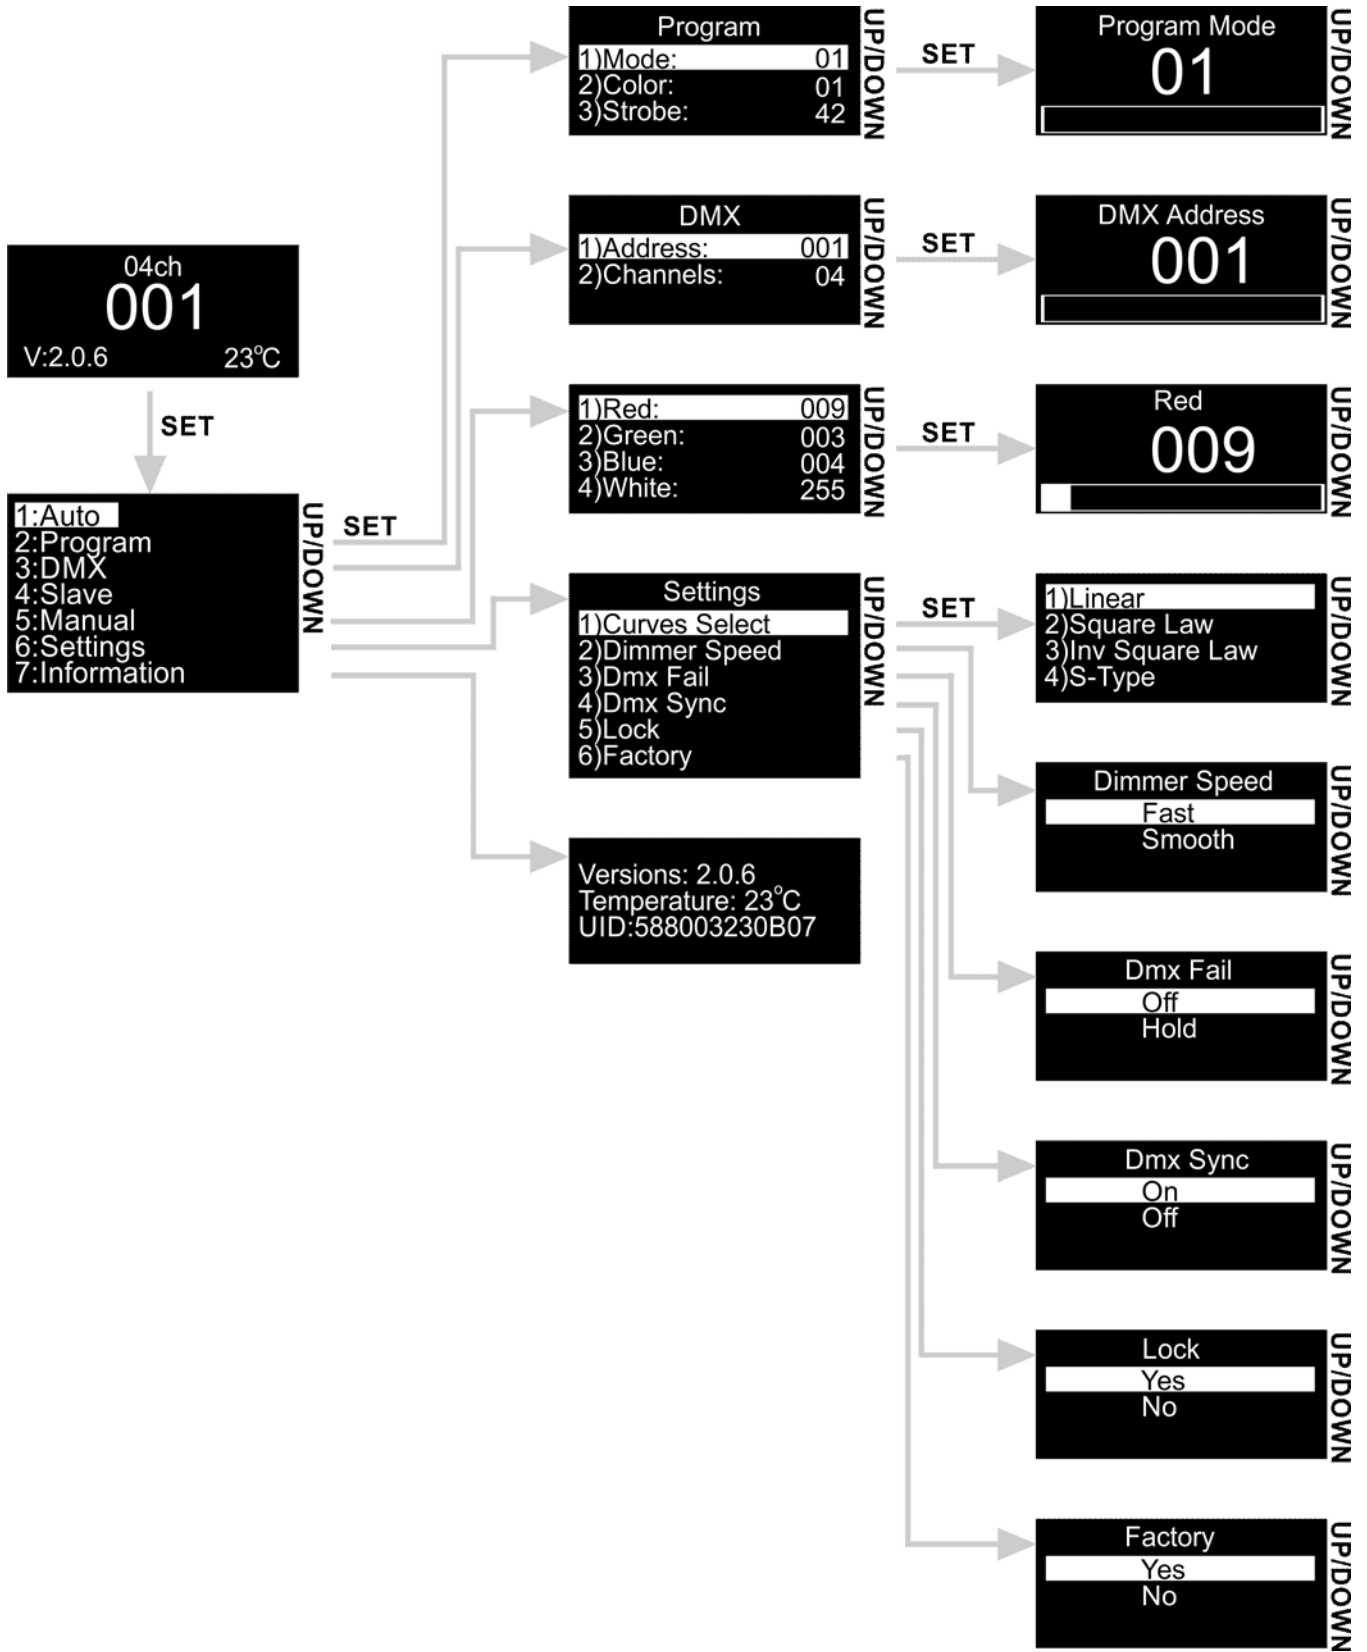 04ch
001
V:2.0.6 23°C
SET
1:Auto
2:Program
3:DMX
4:Slave
5:Manual
6:Settings
7:Information
UP/DOWN
SET
Program
1)Mode: 01
2)Color: 01
3)Strobe: 42
UP/DOWN
SET
Program Mode
01
UP/DOWN
DMX
1)Address: 001
2)Channels: 04
UP/DOWN
SET
DMX Address
001
UP/DOWN
1)Red: 009
2)Green: 003
3)Blue: 004
4)White: 255
UP/DOWN
SET
Red
009
UP/DOWN
Settings
1)Curves Select
2)Dimmer Speed
3)Dmx Fail
4)Dmx Sync
5)Lock
6)Factory
UP/DOWN
SET
1)Linear
2)Square Law
3)Inv Square Law
4)S-Type
UP/DOWN
Dimmer Speed
Fast
Smooth
UP/DOWN
Versions: 2.0.6
Temperature: 23°C
UID:588003230B07
Dmx Fail
Off
Hold
UP/DOWN
Dmx Sync
On
Off
UP/DOWN
Lock
Yes
No
UP/DOWN
Factory
Yes
No
UP/DOWN